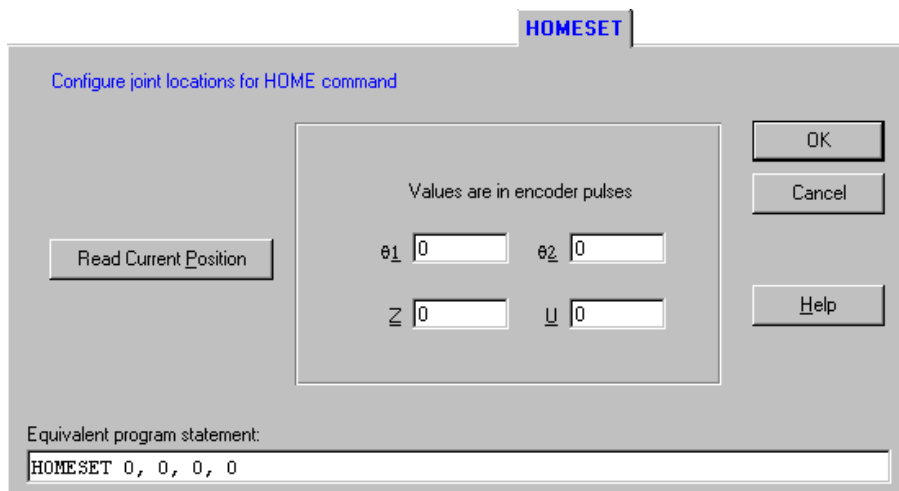 HOMESET
Configure joint locations for HOME command
OK
Values are in encoder pulses
Cancel
Read Current Position
θ1 0 θ2 0
Z 0 U 0
Help
Equivalent program statement:
HOMESET 0, 0, 0, 0